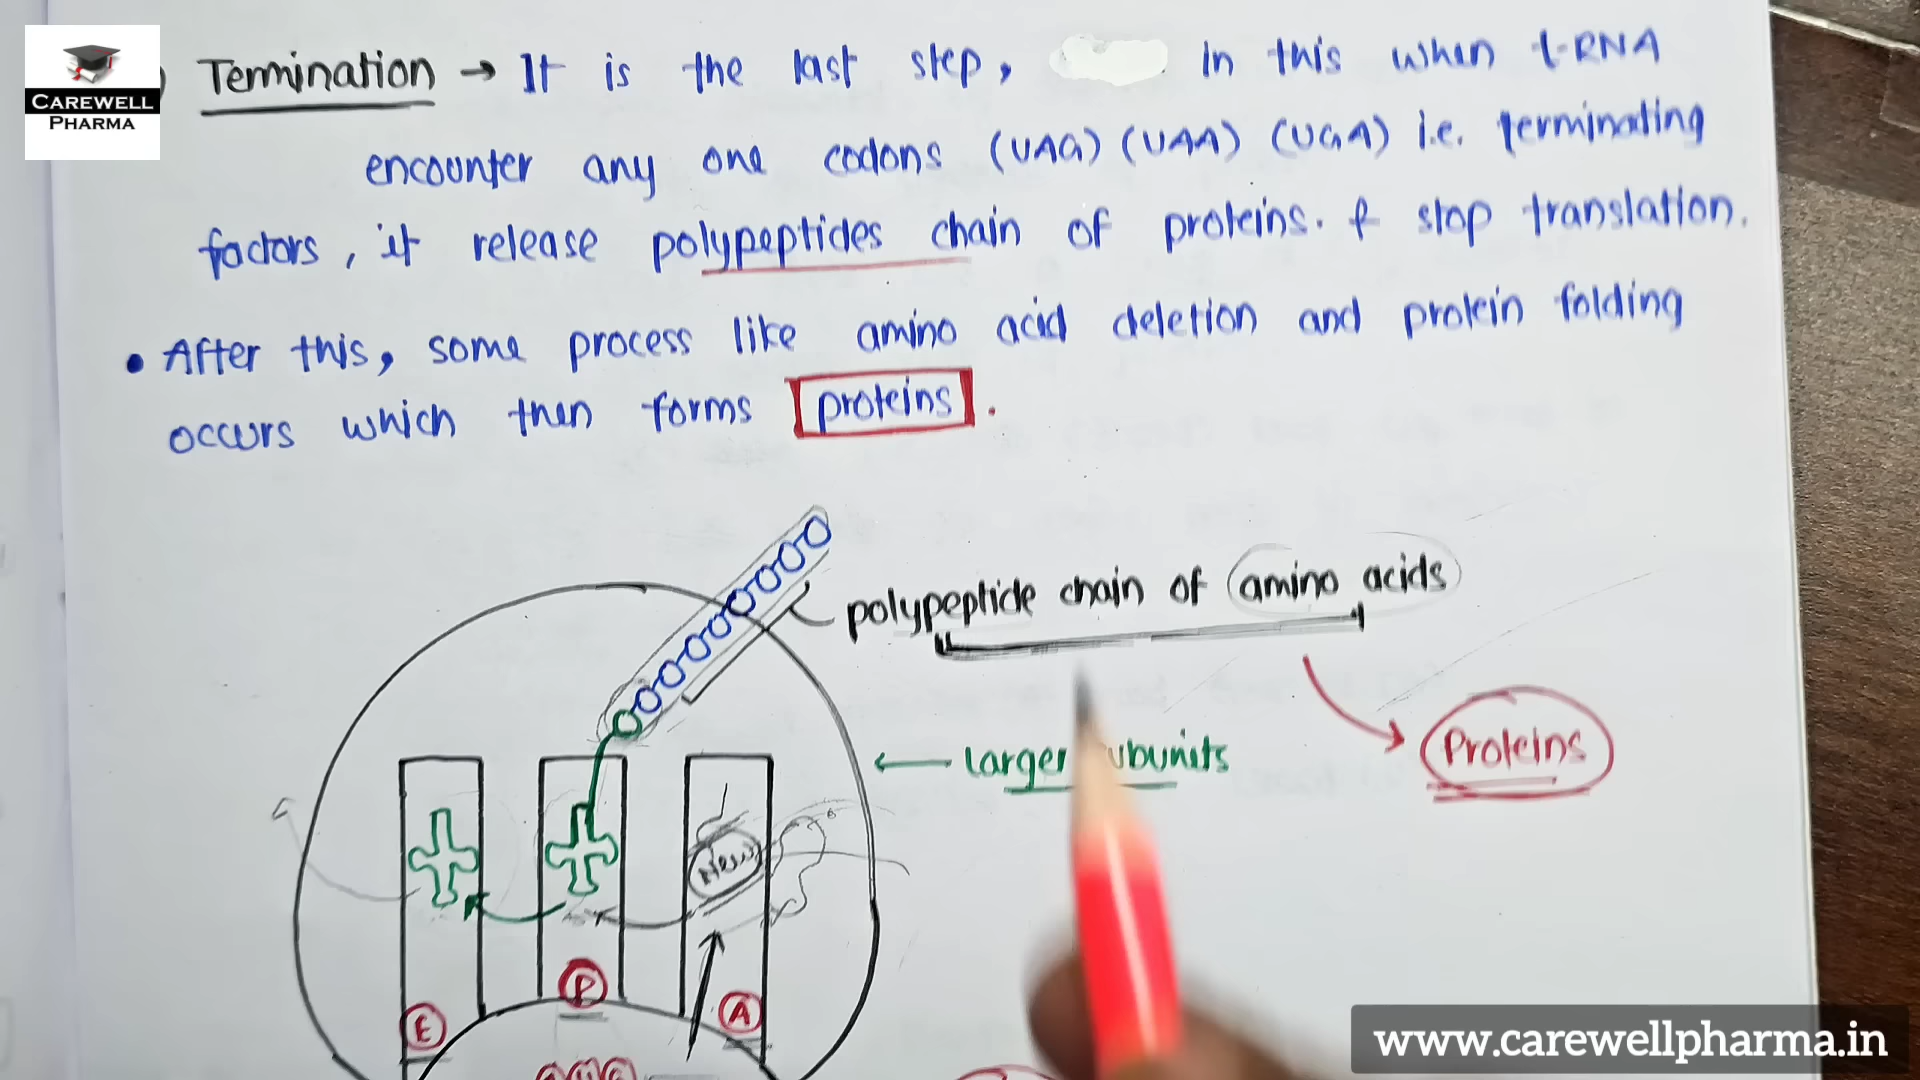 CAREWELL
PHARMA
Termination → It is the last step, in this when t-RNA
encounter any one codons (UAG) (UAA) (UGA) i.e. terminating
factors, it release polypeptides chain of proteins. & stop translation.
• After this, some process like amino acid deletion and protein folding
occurs which then forms proteins.
polypeptide chain of amino acids
← Larger ubunits
Proteins
New
E
P
A
www.carewellpharma.in